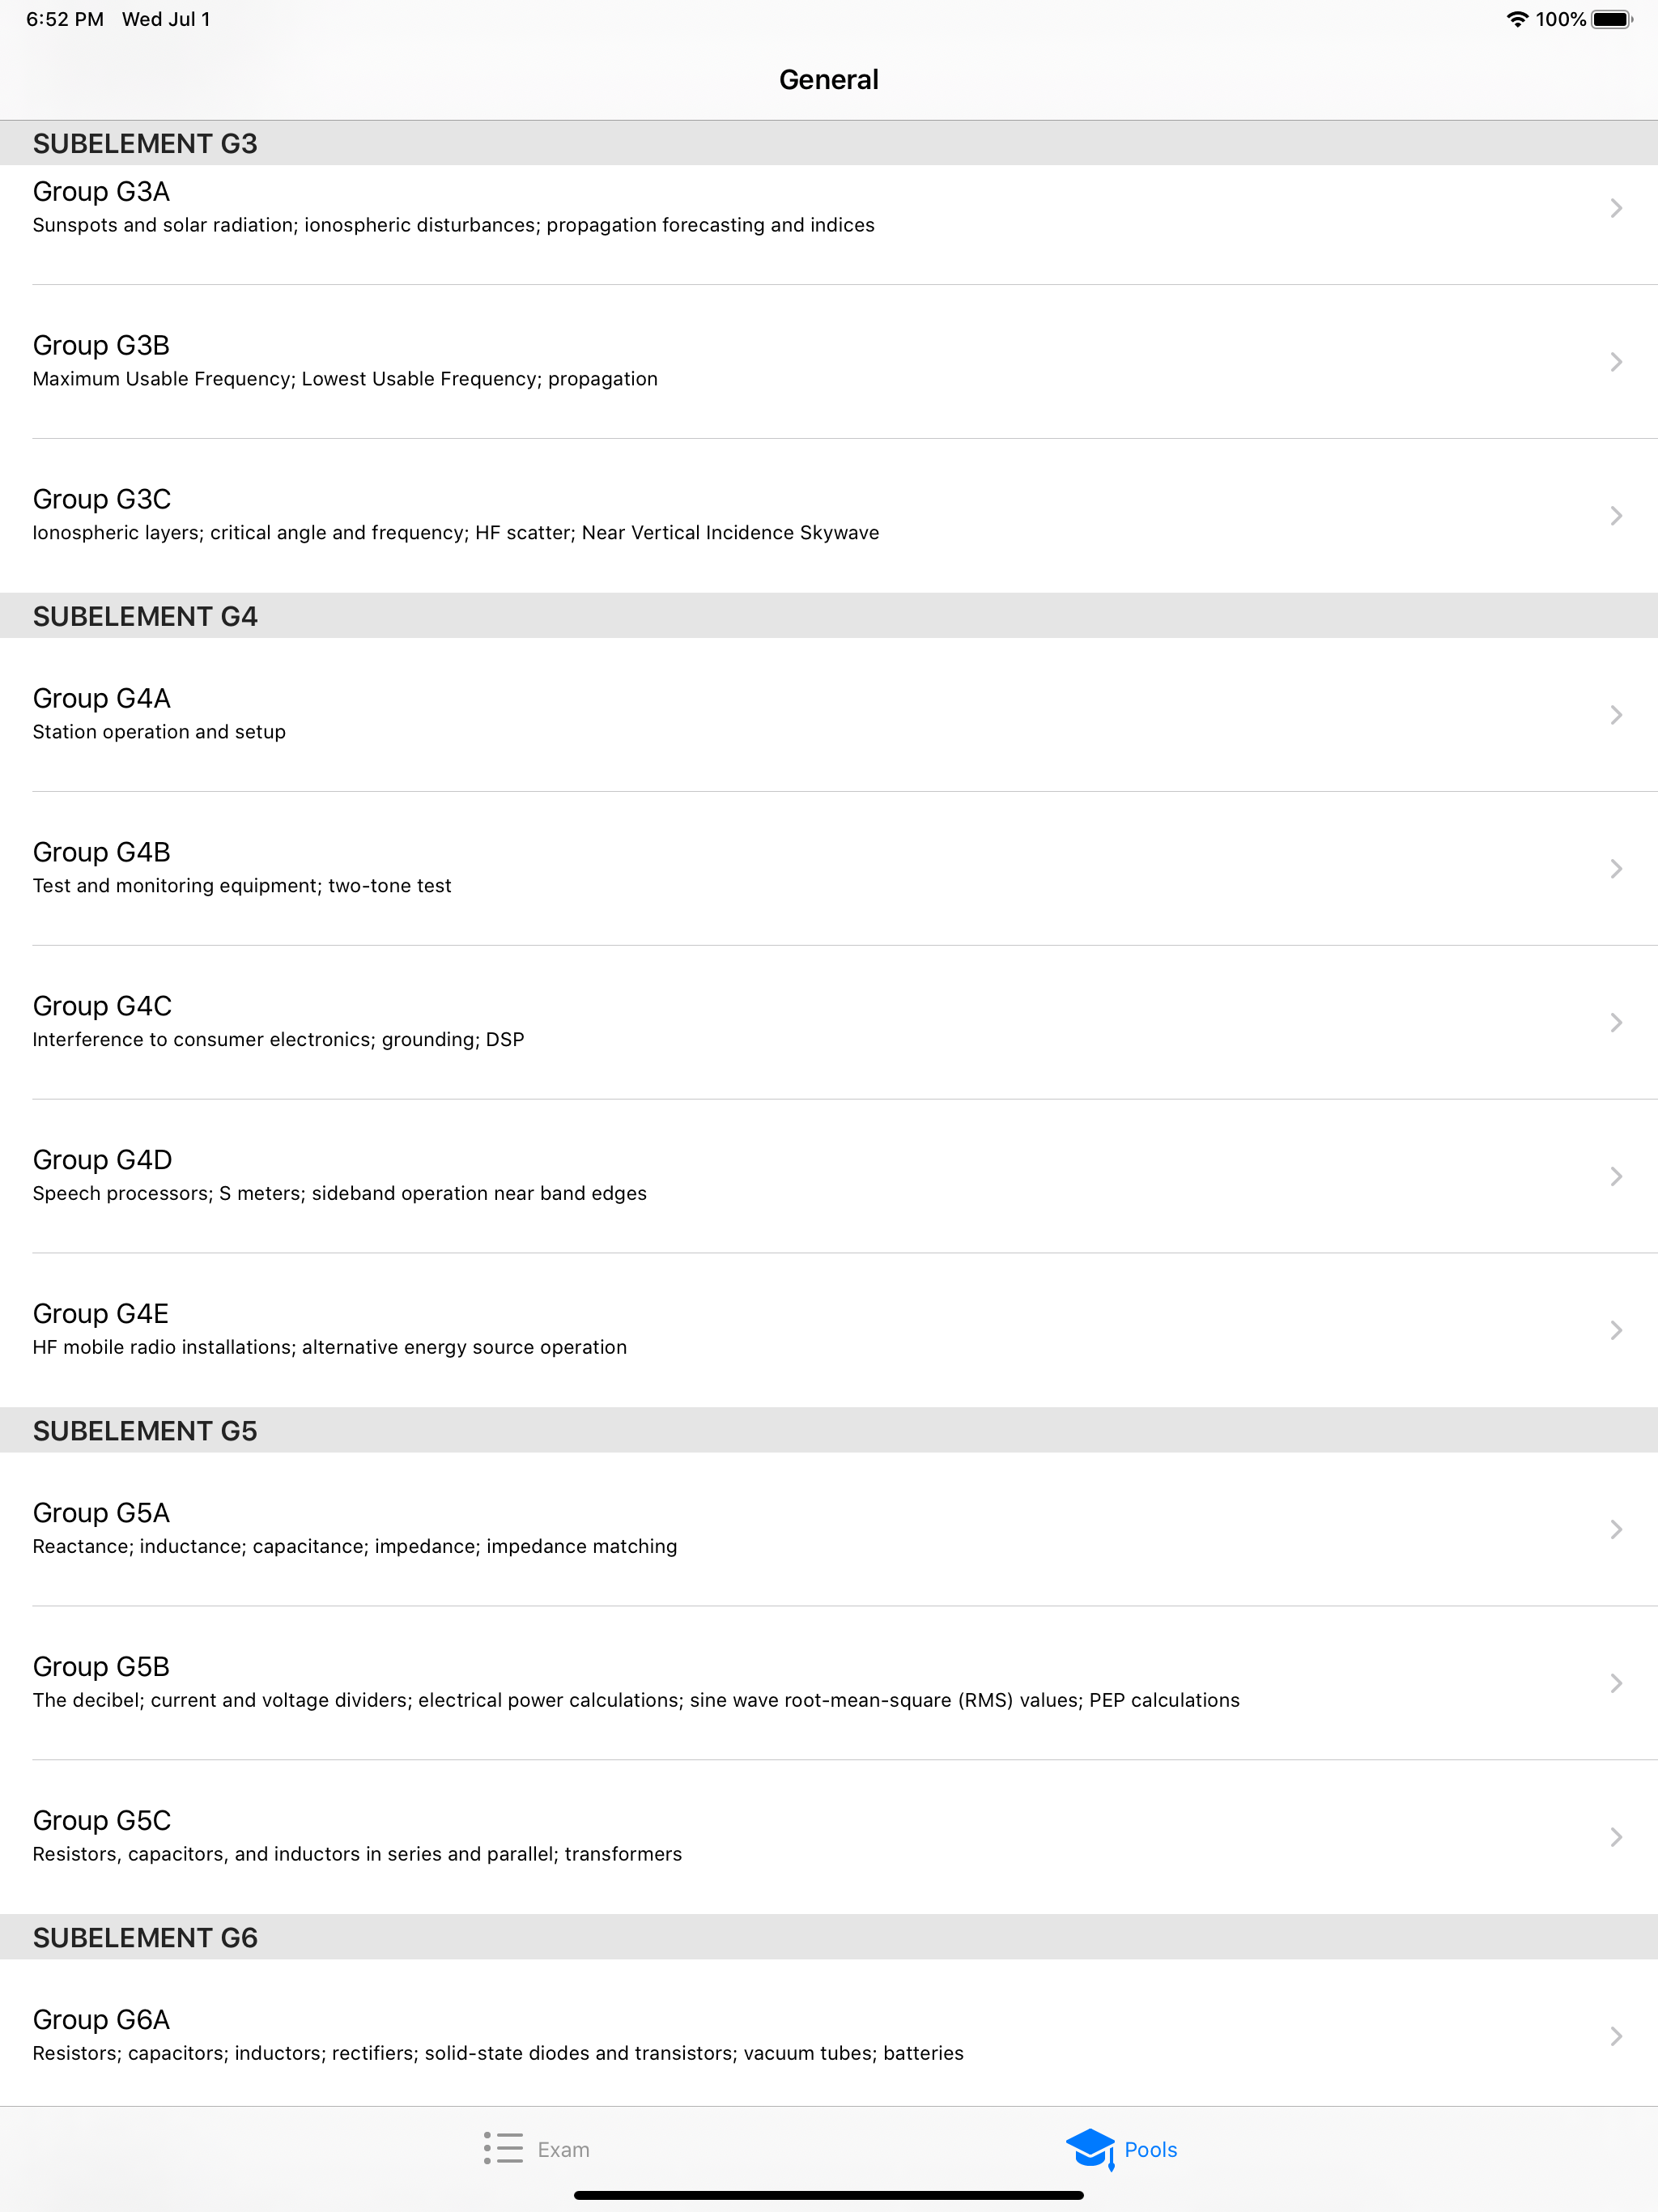 6:52 PM Wed Jul 1 100%
General
SUBELEMENT G3
Group G3A
Sunspots and solar radiation; ionospheric disturbances; propagation forecasting and indices
Group G3B
Maximum Usable Frequency; Lowest Usable Frequency; propagation
Group G3C
Ionospheric layers; critical angle and frequency; HF scatter; Near Vertical Incidence Skywave
SUBELEMENT G4
Group G4A
Station operation and setup
Group G4B
Test and monitoring equipment; two-tone test
Group G4C
Interference to consumer electronics; grounding; DSP
Group G4D
Speech processors; S meters; sideband operation near band edges
Group G4E
HF mobile radio installations; alternative energy source operation
SUBELEMENT G5
Group G5A
Reactance; inductance; capacitance; impedance; impedance matching
Group G5B
The decibel; current and voltage dividers; electrical power calculations; sine wave root-mean-square (RMS) values; PEP calculations
Group G5C
Resistors, capacitors, and inductors in series and parallel; transformers
SUBELEMENT G6
Group G6A
Resistors; capacitors; inductors; rectifiers; solid-state diodes and transistors; vacuum tubes; batteries
Exam Pools